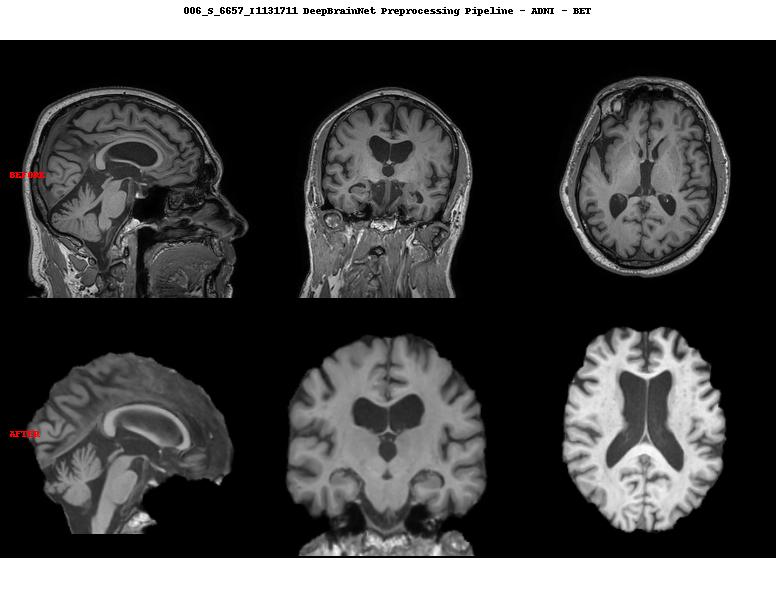 006_S_6657_I1131711 DeepBrainNet Preprocessing Pipeline - ADNI - BET
BEFORE
AFTER